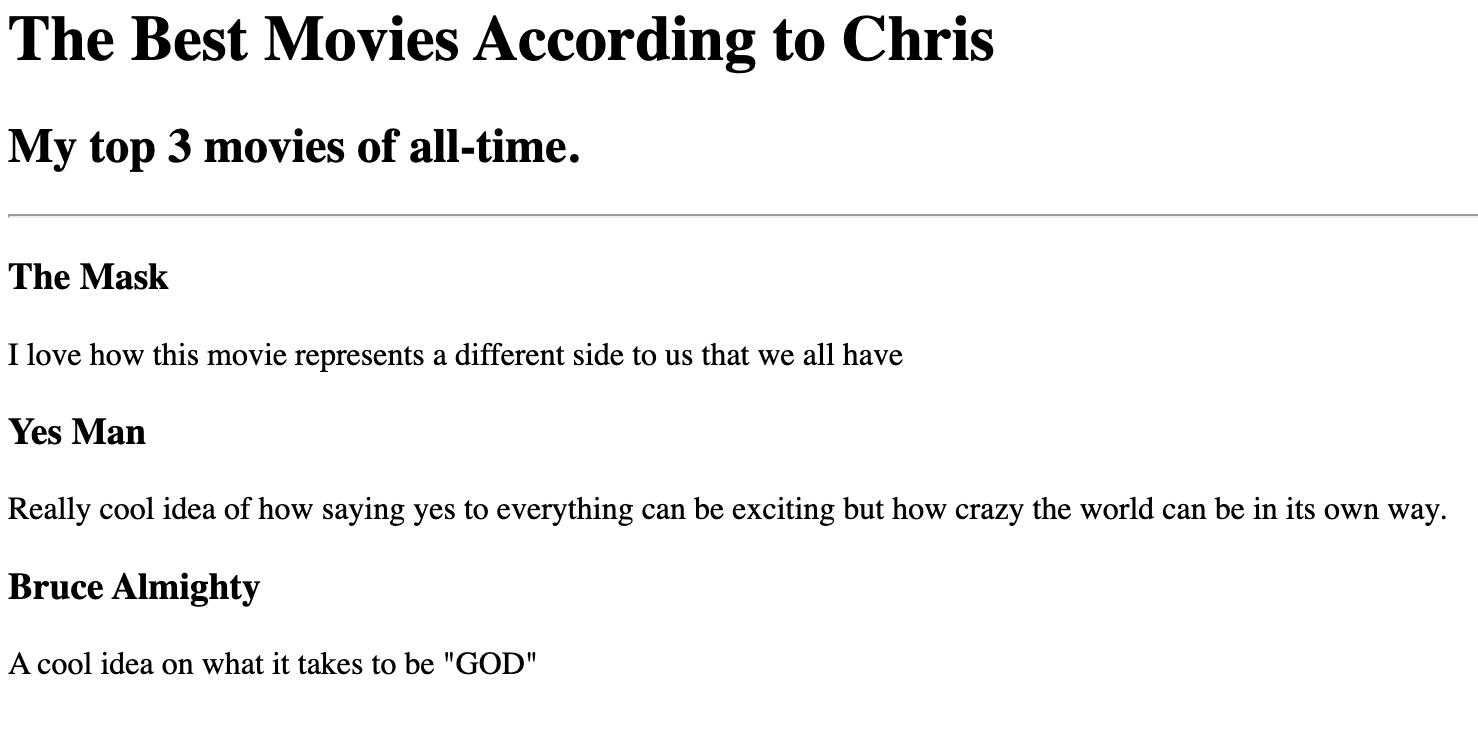 The Best Movies According to Chris
My top 3 movies of all-time.
The Mask
I love how this movie represents a different side to us that we all have
Yes Man
Really cool idea of how saying yes to everything can be exciting but how crazy the world can be in its own way.
Bruce Almighty
A cool idea on what it takes to be "GOD"